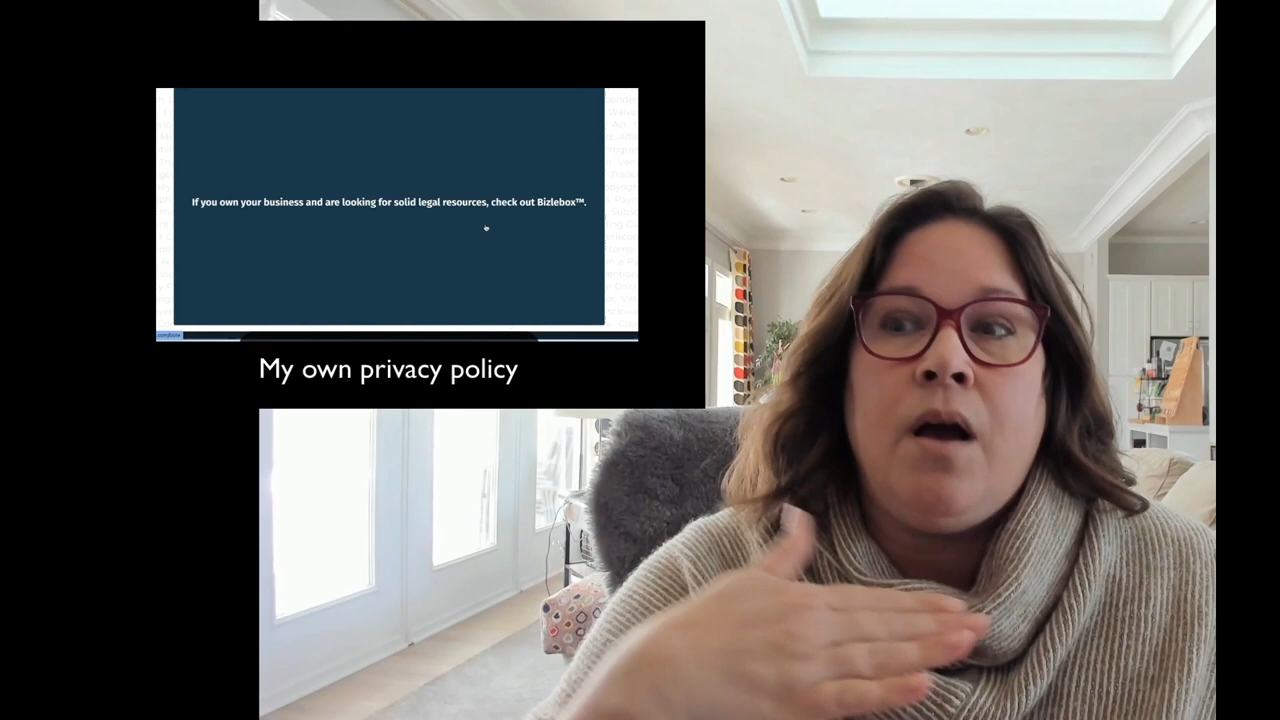 If you own your business and are looking for solid legal resources, check out Bizlebox™.
My own privacy policy